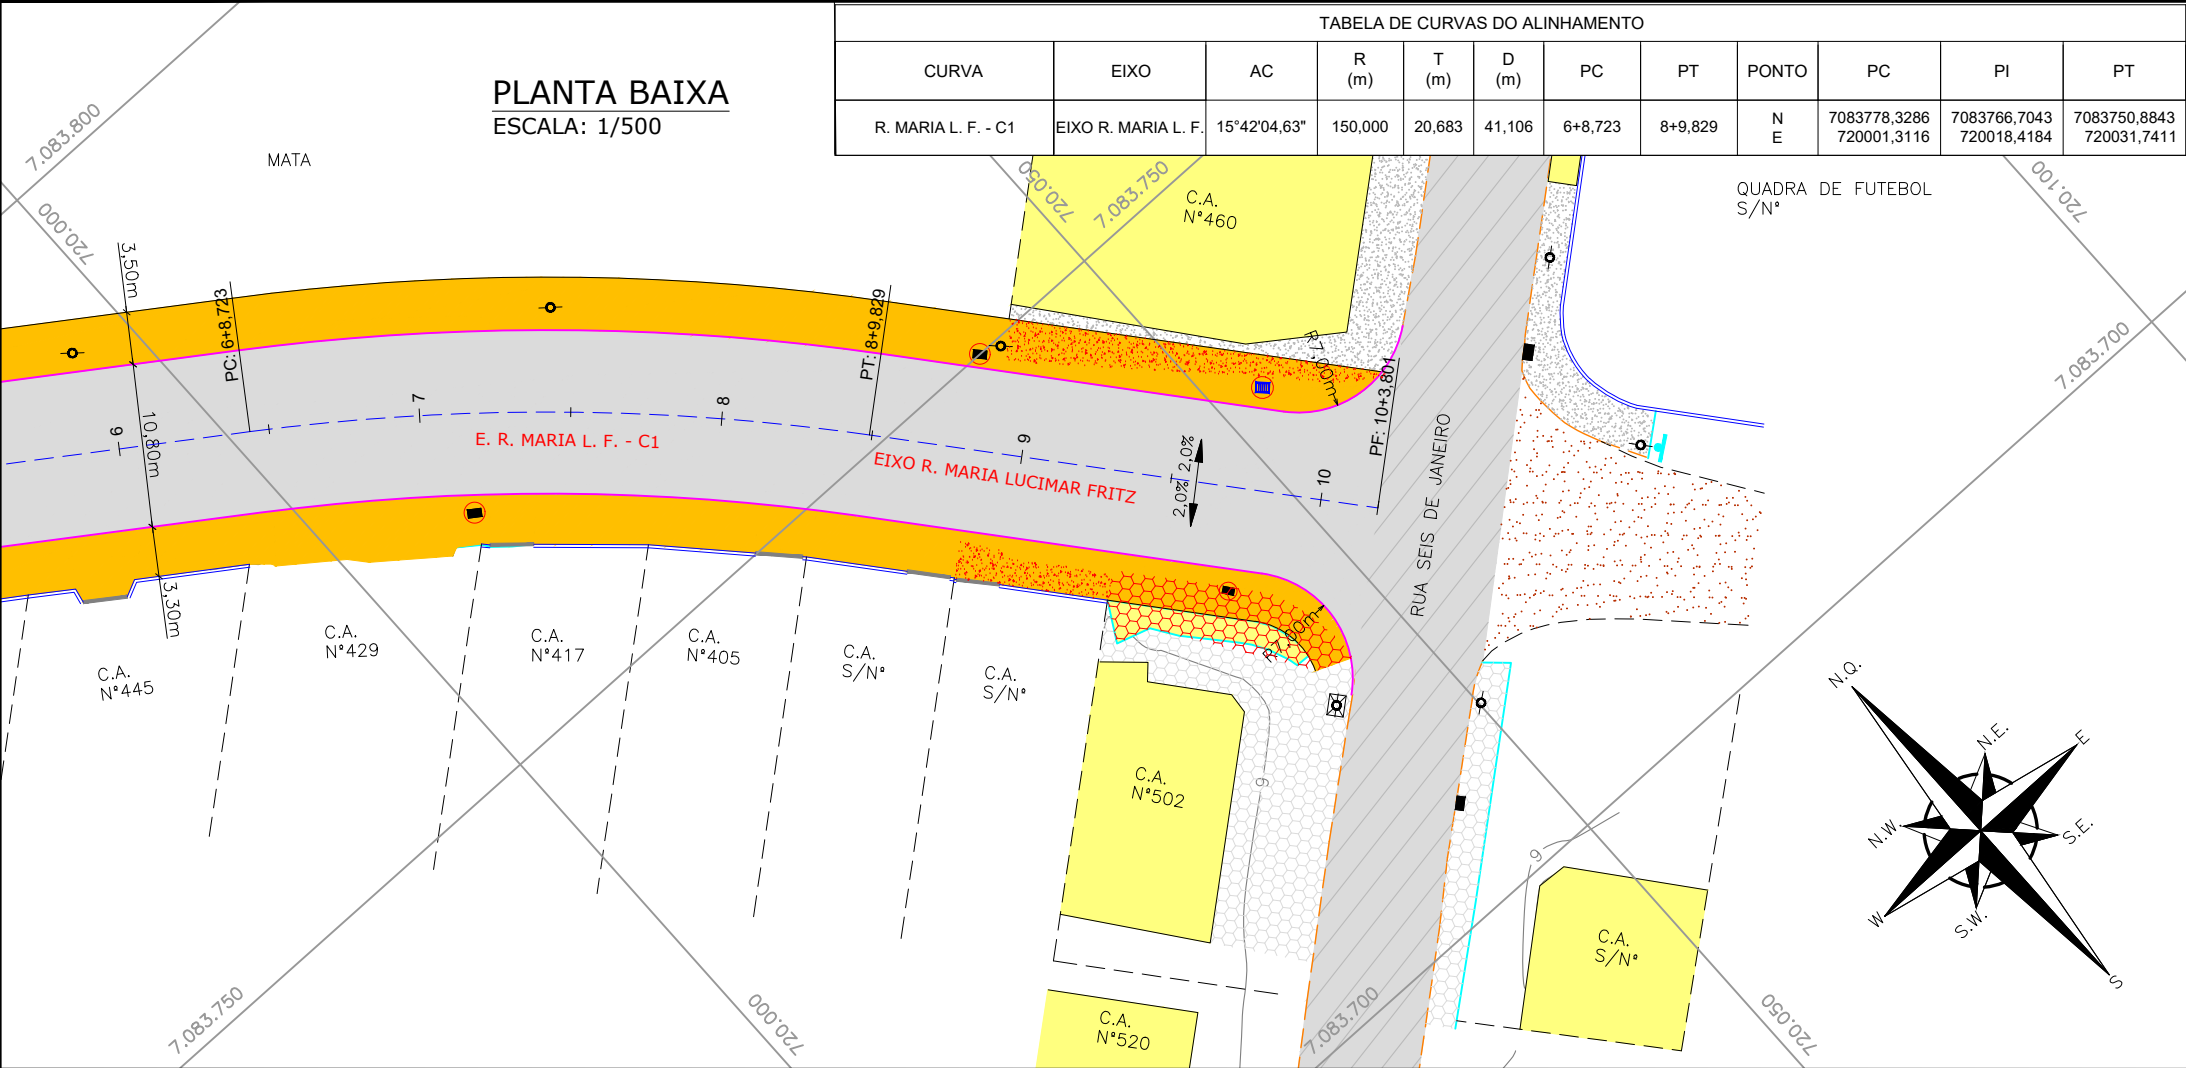 TABELA DE CURVAS DO ALINHAMENTO
CURVA EIXO AC R (m) T (m) D (m) PC PT PONTO PC PI PT
R. MARIA L. F. - C1 EIXO R. MARIA L. F. 15°42'04,63" 150,000 20,683 41,106 6+8,723 8+9,829 N 7083778,3286 7083766,7043 7083750,8843
E 720001,3116 720018,4184 720031,7411
PLANTA BAIXA
ESCALA: 1/500
7.083.800
MATA
720.000
720.050
7.083.750
C.A.
N°460
QUADRA DE FUTEBOL
S/N°
720.100
7.083.700
3,50m
PC: 6+8,723
PT: 8+9,829
R7,00m
PF: 10+3,801
6
10,80m
7
8
9
10
E. R. MARIA L. F. - C1
EIXO R. MARIA LUCIMAR FRITZ
2,0%
2,0%
RUA SEIS DE JANEIRO
3,30m
R7,00m
C.A.
N°445
C.A.
N°429
C.A.
N°417
C.A.
N°405
C.A.
S/N°
C.A.
S/N°
C.A.
N°502
9
9
C.A.
S/N°
C.A.
N°520
7.083.750
720.000
7.083.700
720.050
N.Q.
N.E.
E
S.E.
S
S.W.
W
N.W.